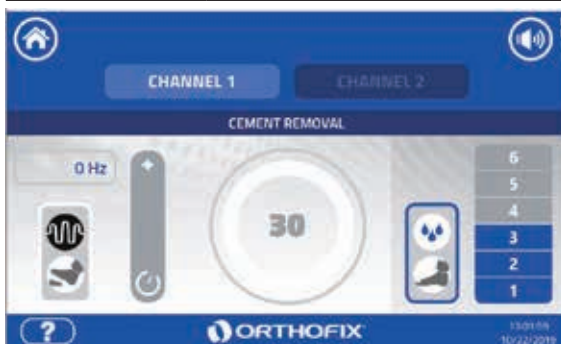 CHANNEL 1
CHANNEL 2
CEMENT REMOVAL
0 Hz
30
6
5
4
3
2
1
?
ORTHOFIX
10/22/2019